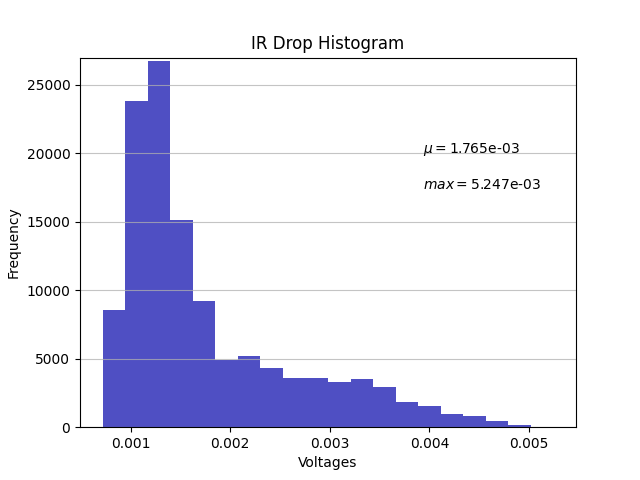 IR Drop Histogram
25000
20000
15000
10000
5000
0
Frequency
μ = 1.765e-03
max = 5.247e-03
0.001 0.002 0.003 0.004 0.005
Voltages